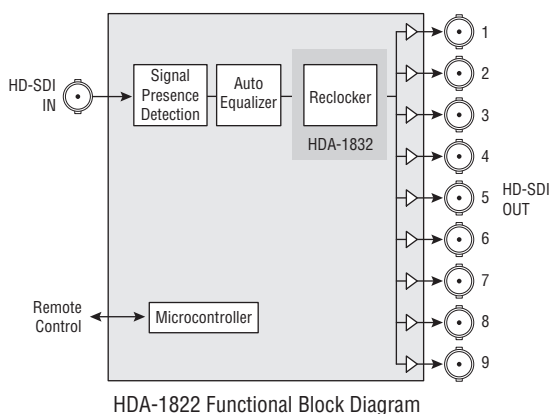 HD-SDI
IN
Signal
Presence
Detection
Auto
Equalizer
Reclocker
HDA-1832
1
2
3
4
5
6
7
8
9
HD-SDI
OUT
Remote
Control
Microcontroller
HDA-1822 Functional Block Diagram